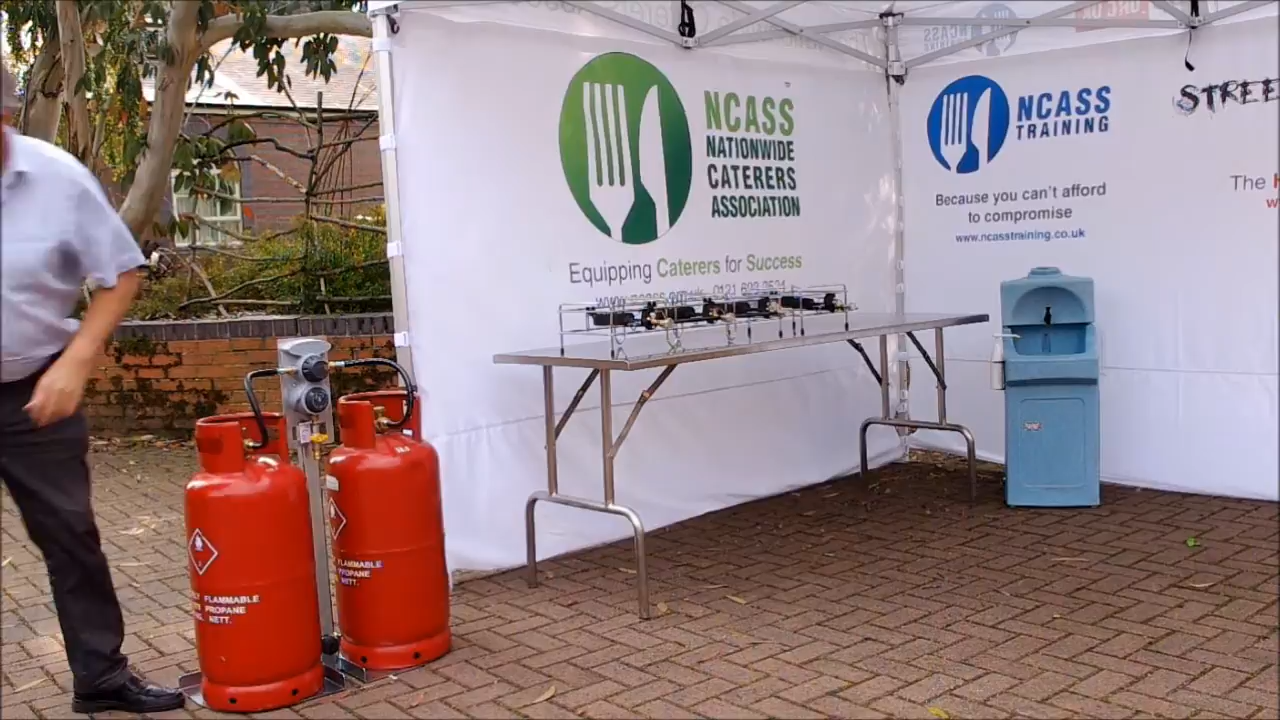 NCASS
NATIONWIDE
CATERERS
ASSOCIATION
Equipping Caterers for Success
NCASS
TRAINING
Because you can't afford
to compromise
www.ncasstraining.co.uk
STREE
The
FLAMMABLE
PROPANE
NETT.
FLAMMABLE
PROPANE
NETT.